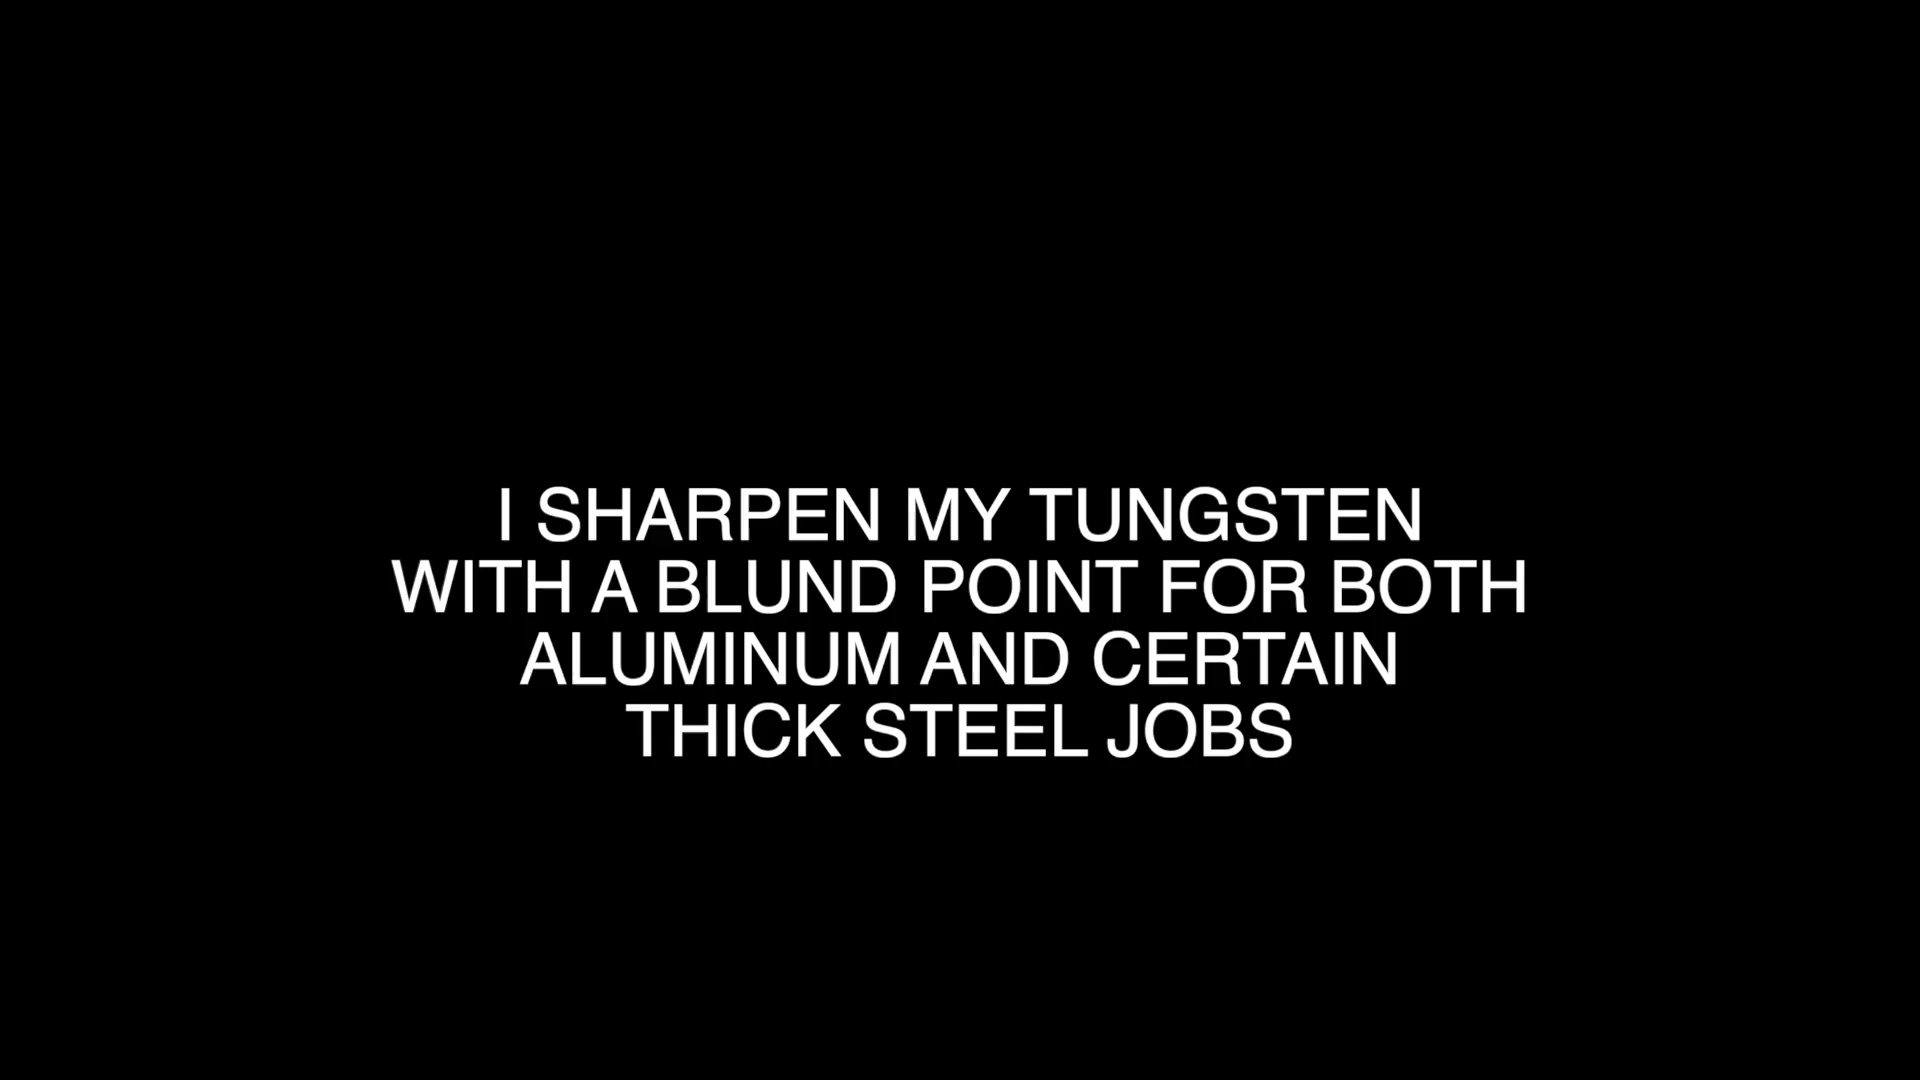 I SHARPEN MY TUNGSTEN
WITH A BLUND POINT FOR BOTH
ALUMINUM AND CERTAIN
THICK STEEL JOBS